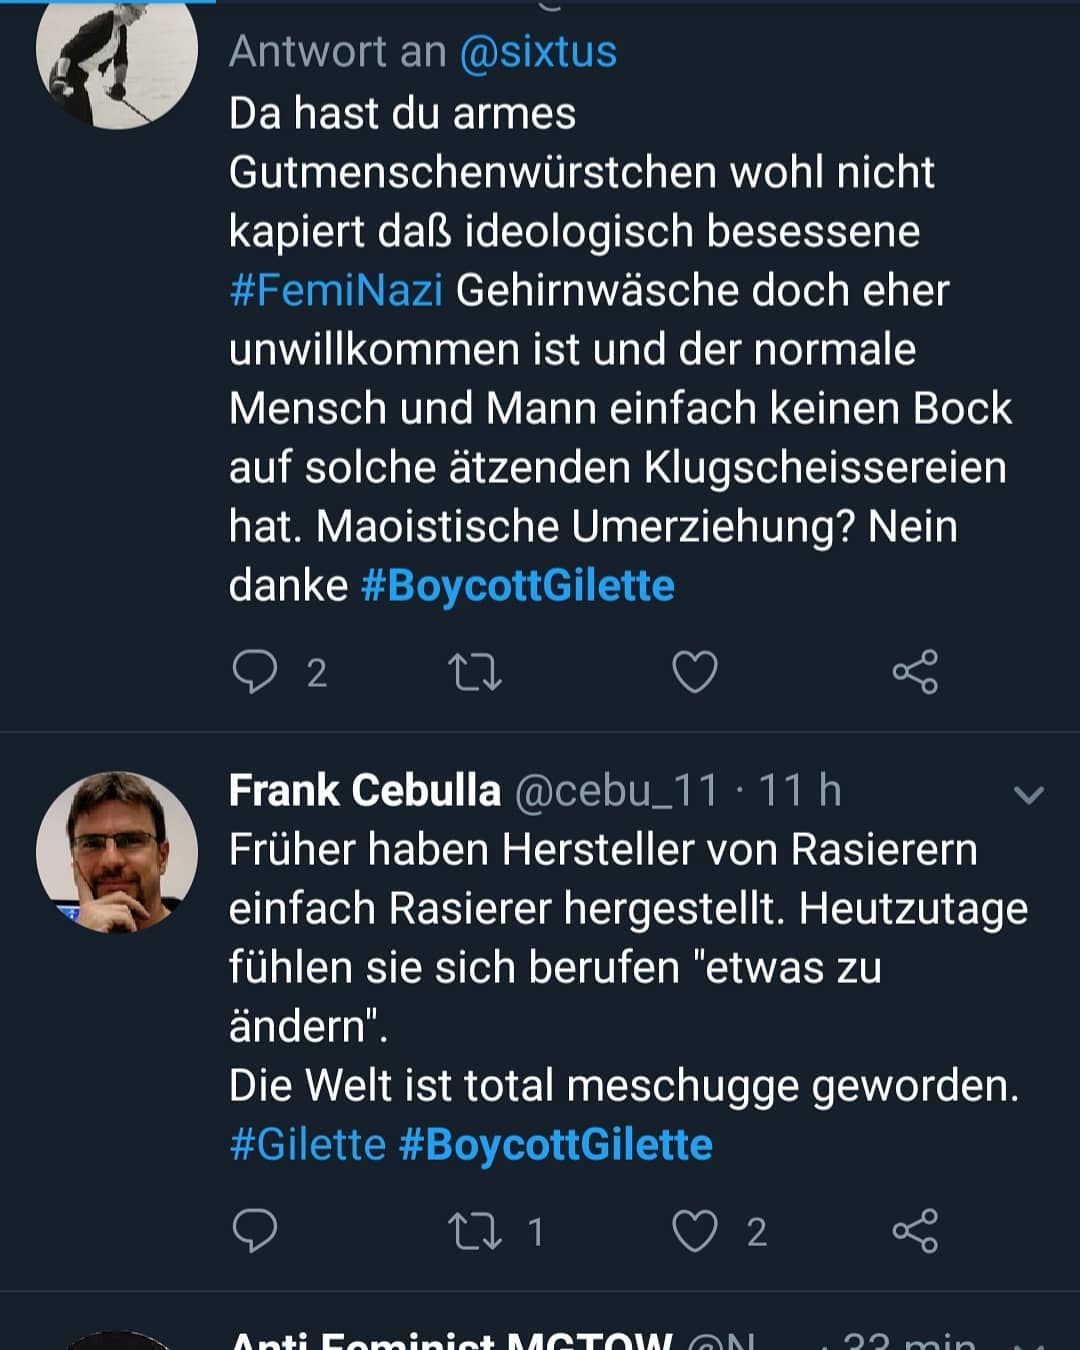 Antwort an @sixtus
Da hast du armes
Gutmenschenwürstchen wohl nicht
kapiert daß ideologisch besessene
#FemiNazi Gehirnwäsche doch eher
unwillkommen ist und der normale
Mensch und Mann einfach keinen Bock
auf solche ätzenden Klugscheissereien
hat. Maoistische Umerziehung? Nein
danke #BoycottGilette
2
Frank Cebulla @cebu_11 · 11 h
Früher haben Hersteller von Rasierern
einfach Rasierer hergestellt. Heutzutage
fühlen sie sich berufen "etwas zu
ändern".
Die Welt ist total meschugge geworden.
#Gilette #BoycottGilette
1 2
Anti Feminist MGTOW @N... · 22 min